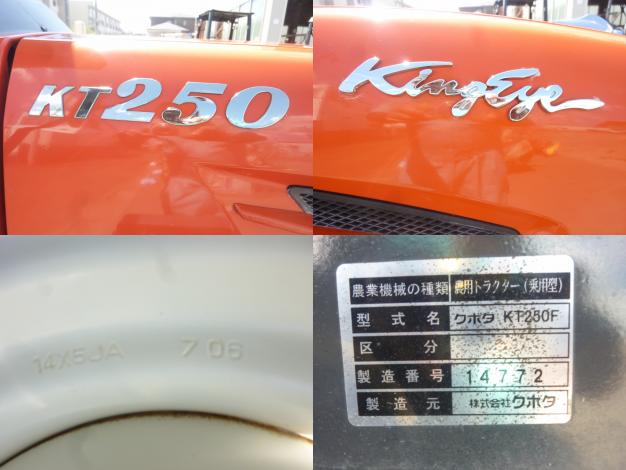 KT250
KingEye
14X5JA 7 06
農業機械の種類 農用トラクター(乗用型)
型式名 クボタ KT250F
区分
製造番号 14772
製造元 株式会社クボタ